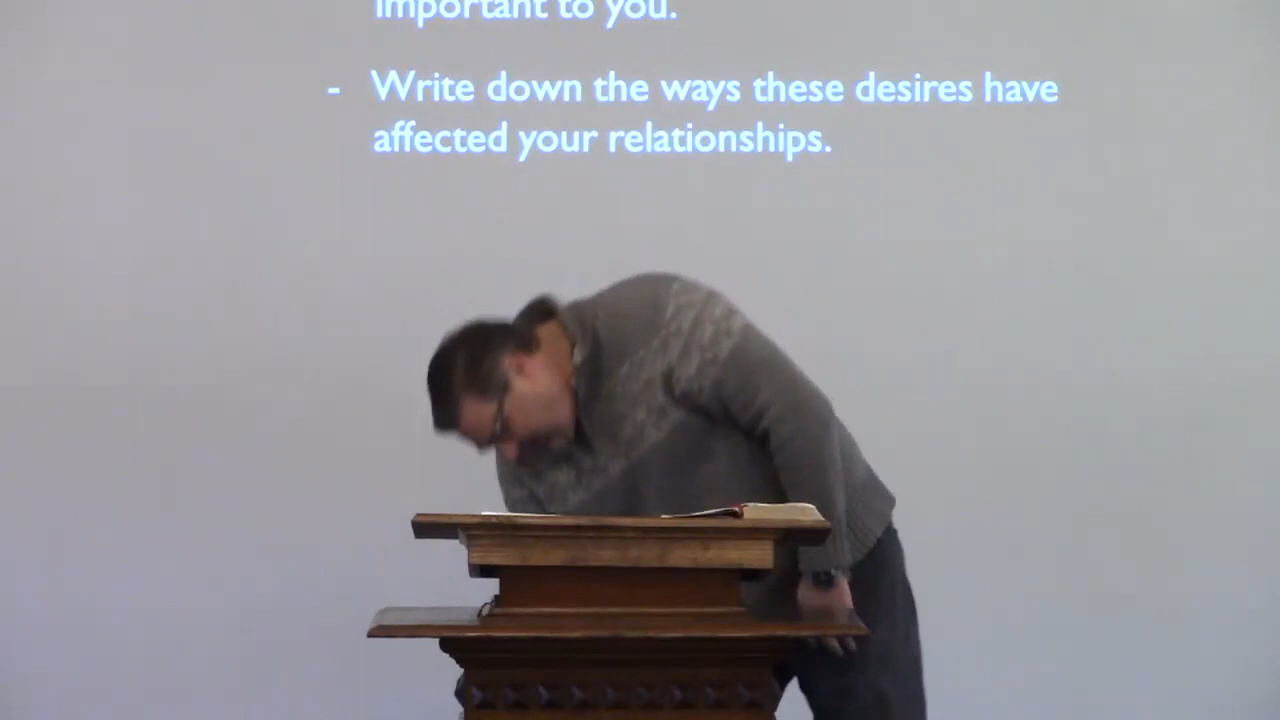 important to you.
- Write down the ways these desires have
affected your relationships.